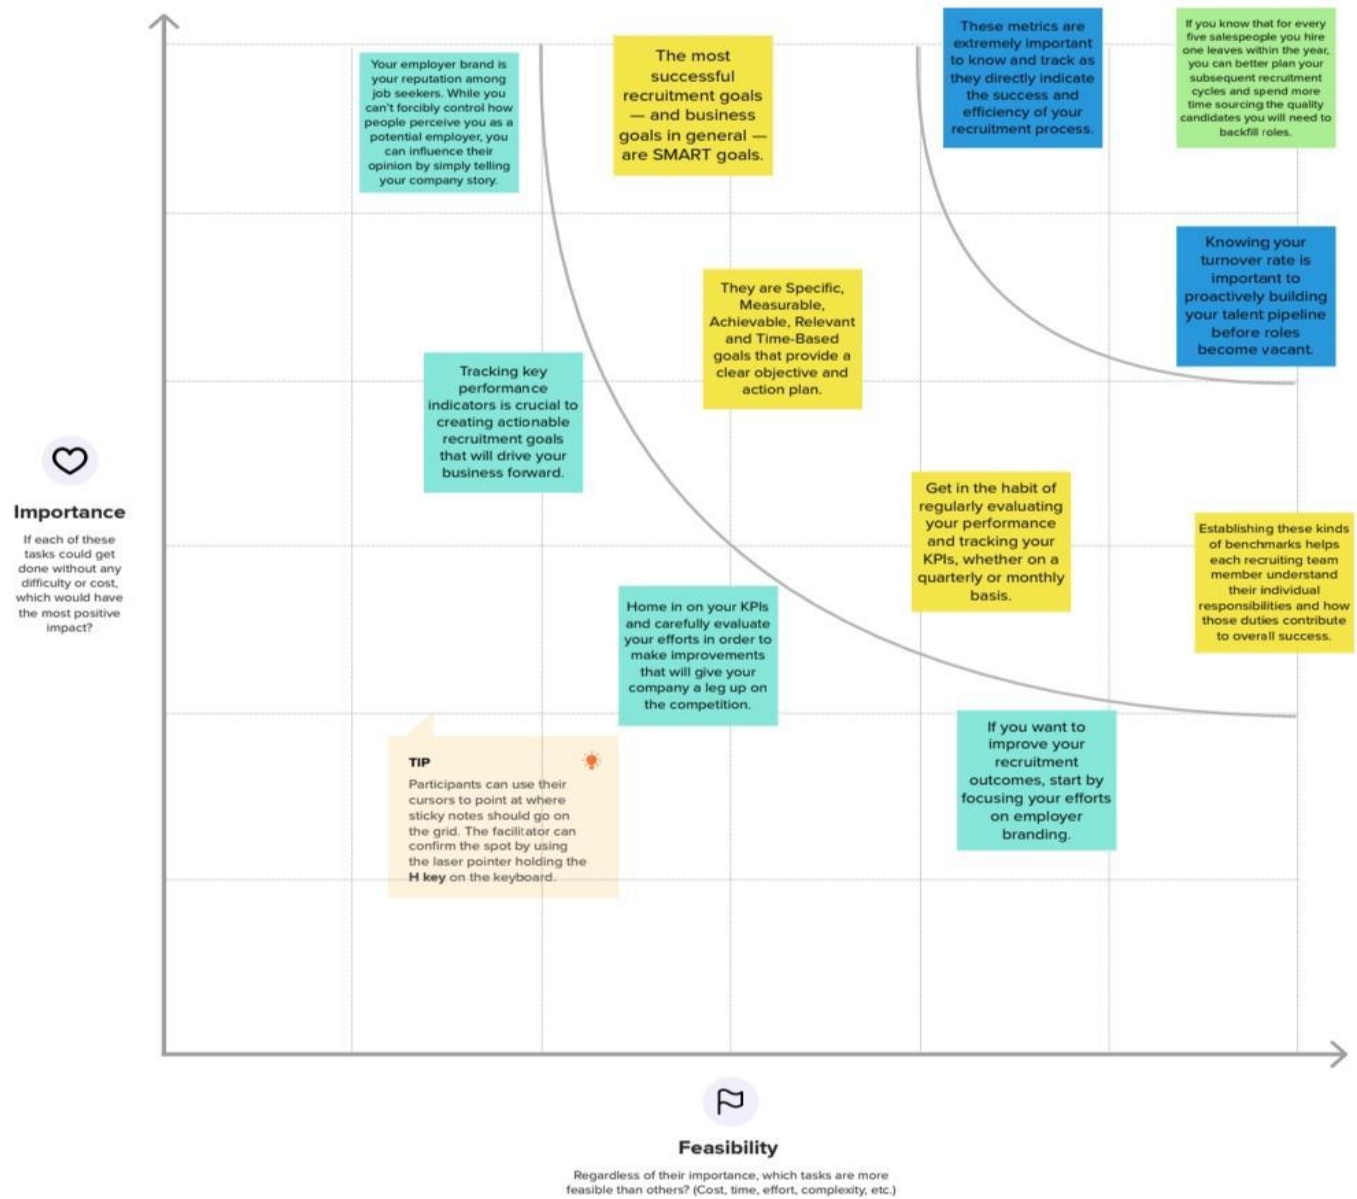 Your employer brand is
your reputation among
job seekers. While you
can't forcibly control how
people perceive you as a
potential employer, you
can influence their
opinion by simply telling
your company story.
The most
successful
recruitment goals
— and business
goals in general —
are SMART goals.
These metrics are
extremely important
to know and track as
they directly indicate
the success and
efficiency of your
recruitment process.
If you know that for every
five salespeople you hire
one leaves within the year,
you can better plan your
subsequent recruitment
cycles and spend more
time sourcing the quality
candidates you will need to
backfill roles.
Knowing your
turnover rate is
important to
proactively building
your talent pipeline
before roles
become vacant.
They are Specific,
Measurable,
Achievable, Relevant
and Time-Based
goals that provide a
clear objective and
action plan.
Tracking key
performance
indicators is crucial to
creating actionable
recruitment goals
that will drive your
business forward.
Importance
If each of these
tasks could get
done without any
difficulty or cost,
which would have
the most positive
impact?
Get in the habit of
regularly evaluating
your performance
and tracking your
KPIs, whether on a
quarterly or monthly
basis.
Establishing these kinds
of benchmarks helps
each recruiting team
member understand
their individual
responsibilities and how
those duties contribute
to overall success.
Home in on your KPIs
and carefully evaluate
your efforts in order to
make improvements
that will give your
company a leg up on
the competition.
If you want to
improve your
recruitment
outcomes, start by
focusing your efforts
on employer
branding.
TIP
Participants can use their
cursors to point at where
sticky notes should go on
the grid. The facilitator can
confirm the spot by using
the laser pointer holding the
H key on the keyboard.
Feasibility
Regardless of their importance, which tasks are more
feasible than others? (Cost, time, effort, complexity, etc.)